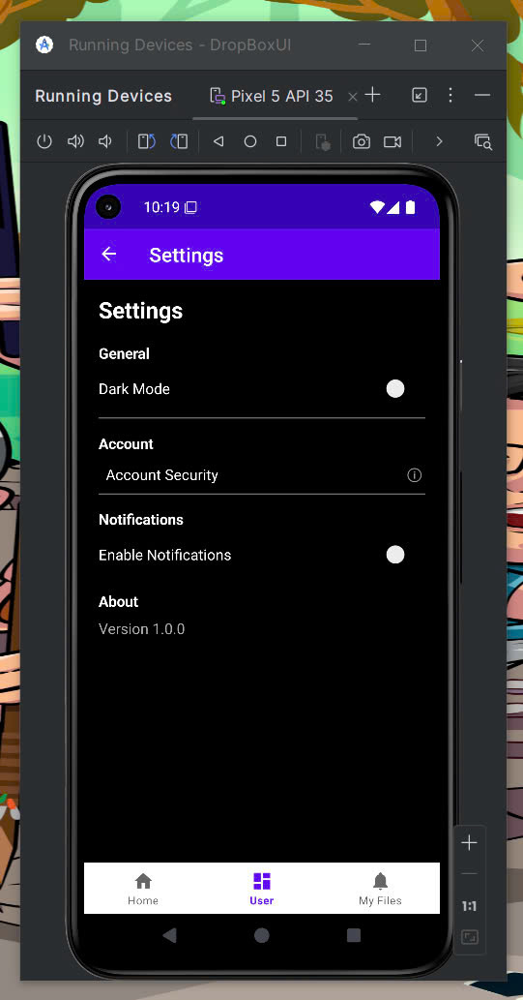 Running Devices - DropBoxUI
Running Devices
Pixel 5 API 35
10:19
Settings
Settings
General
Dark Mode
Account
Account Security
Notifications
Enable Notifications
About
Version 1.0.0
Home
User
My Files
1:1